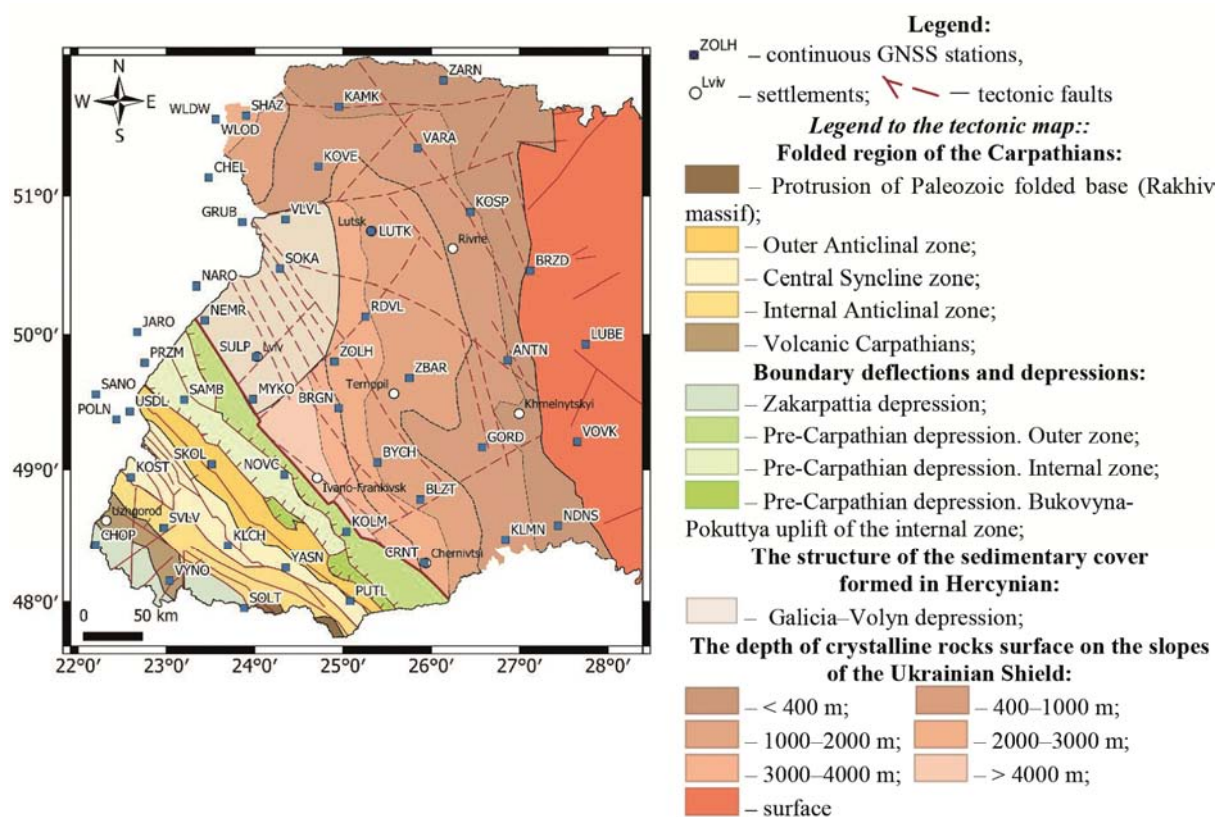 N
W E
S
ZARN
KAMK
SHAZ
WLDW
WLOD
VARA
KOVE
CHEL
51°0′
KOSP
GRUB
VLVL
Lutsk
LUTK
Rivne
SOKA
BRZD
NARO
NEMR
RDVL
50°0′
JARO
LUBE
SULP
Lviv
ZOLH
ANTN
PRZM
ZBAR
SANO
SAMB
MYKO
Ternopil
USDL
BRGN
Khmelnytskyi
POLN
GORD
VOVK
49°0′
SKOL
NOVC
BYCH
KOST
Ivano-Frankivsk
BLZT
Uzhgorod
SVLV
KOLM
NDNS
CHOP
KLCH
KLMN
YASN
CRNT
Chernivtsi
VYNO
48°0′
SOLT
PUTL
0 50 km
22°0′ 23°0′ 24°0′ 25°0′ 26°0′ 27°0′ 28°0′
Legend:
ZOLH
– continuous GNSS stations,
Lviv
– settlements; — tectonic faults
Legend to the tectonic map::
Folded region of the Carpathians:
– Protrusion of Paleozoic folded base (Rakhiv
massif);
– Outer Anticlinal zone;
– Central Syncline zone;
– Internal Anticlinal zone;
– Volcanic Carpathians;
Boundary deflections and depressions:
– Zakarpattia depression;
– Pre-Carpathian depression. Outer zone;
– Pre-Carpathian depression. Internal zone;
– Pre-Carpathian depression. Bukovyna-
Pokuttya uplift of the internal zone;
The structure of the sedimentary cover
formed in Hercynian:
– Galicia–Volyn depression;
The depth of crystalline rocks surface on the slopes
of the Ukrainian Shield:
– < 400 m; – 400–1000 m;
– 1000–2000 m; – 2000–3000 m;
– 3000–4000 m; – > 4000 m;
– surface